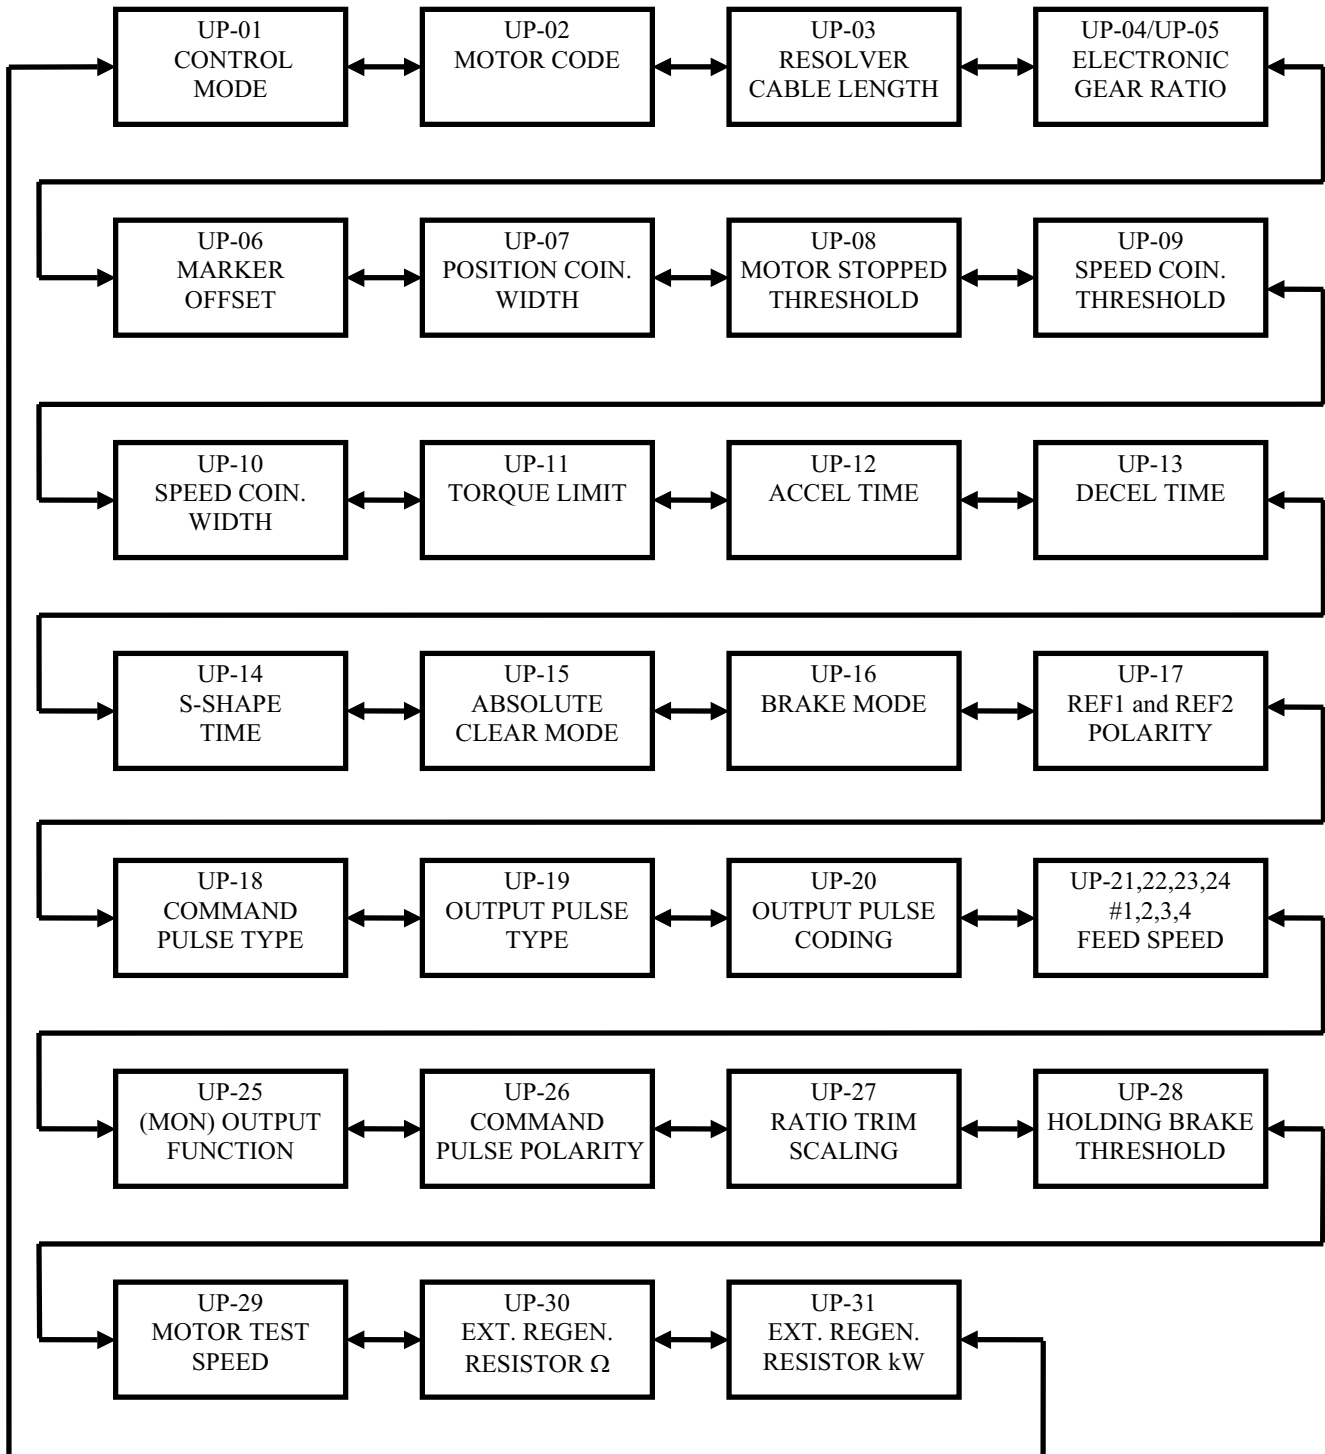 UP-01
CONTROL
MODE
UP-02
MOTOR CODE
UP-03
RESOLVER
CABLE LENGTH
UP-04/UP-05
ELECTRONIC
GEAR RATIO
UP-06
MARKER
OFFSET
UP-07
POSITION COIN.
WIDTH
UP-08
MOTOR STOPPED
THRESHOLD
UP-09
SPEED COIN.
THRESHOLD
UP-10
SPEED COIN.
WIDTH
UP-11
TORQUE LIMIT
UP-12
ACCEL TIME
UP-13
DECEL TIME
UP-14
S-SHAPE
TIME
UP-15
ABSOLUTE
CLEAR MODE
UP-16
BRAKE MODE
UP-17
REF1 and REF2
POLARITY
UP-18
COMMAND
PULSE TYPE
UP-19
OUTPUT PULSE
TYPE
UP-20
OUTPUT PULSE
CODING
UP-21,22,23,24
#1,2,3,4
FEED SPEED
UP-25
(MON) OUTPUT
FUNCTION
UP-26
COMMAND
PULSE POLARITY
UP-27
RATIO TRIM
SCALING
UP-28
HOLDING BRAKE
THRESHOLD
UP-29
MOTOR TEST
SPEED
UP-30
EXT. REGEN.
RESISTOR Ω
UP-31
EXT. REGEN.
RESISTOR kW